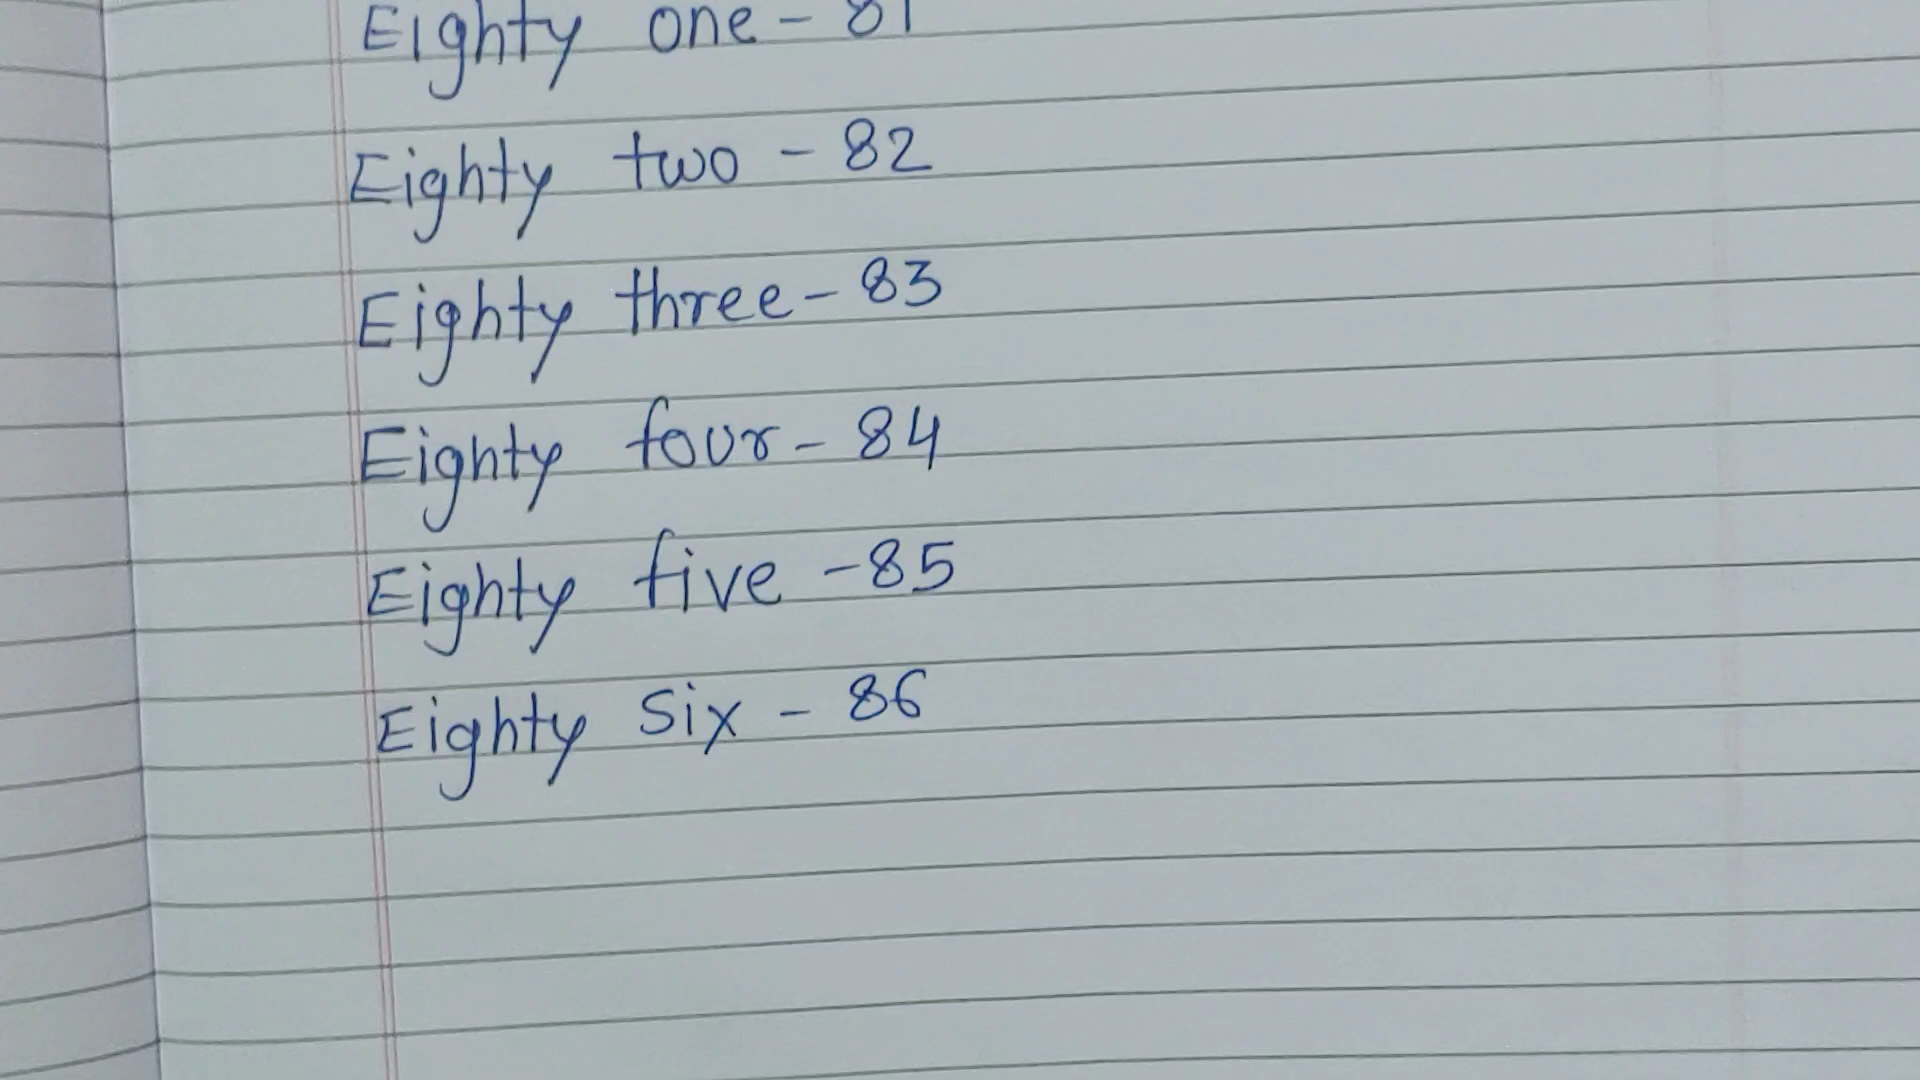 Eighty one - 81
Eighty two - 82
Eighty three - 83
Eighty four - 84
Eighty five - 85
Eighty six - 86